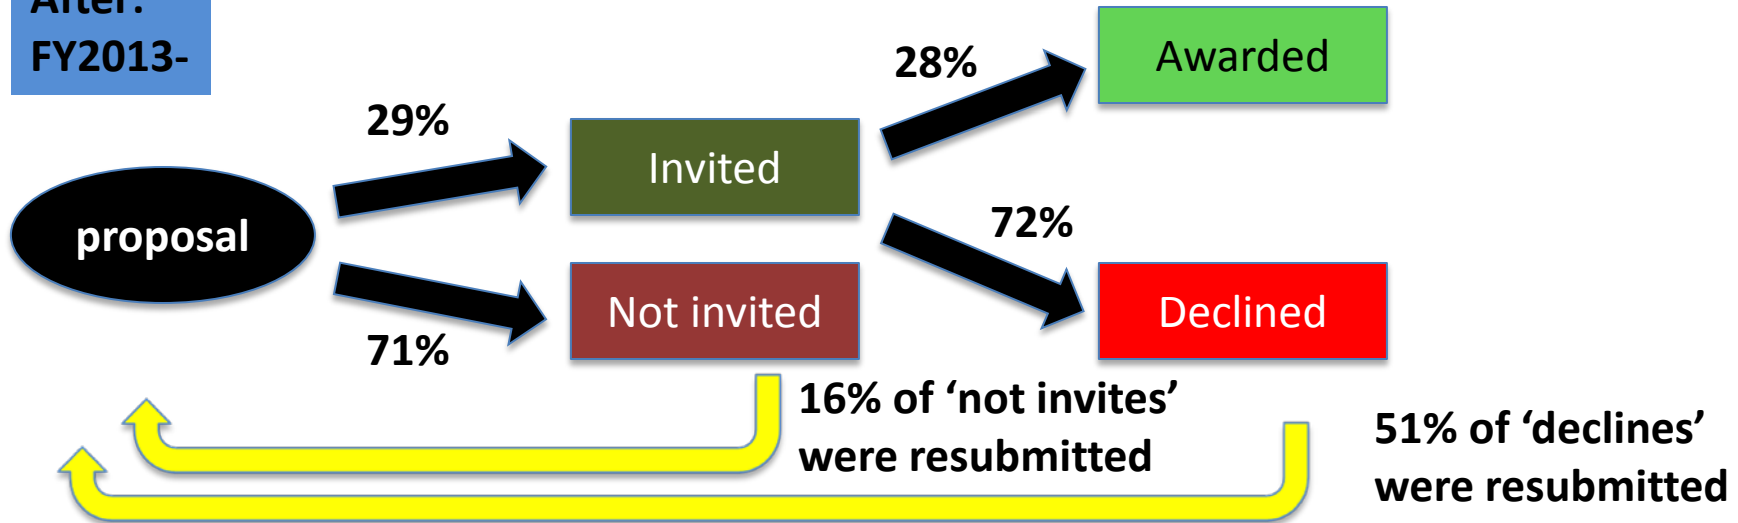 After:
FY2013-
28%
Awarded
29%
Invited
72%
proposal
Not invited
Declined
71%
16% of ‘not invites’
were resubmitted
51% of ‘declines’
were resubmitted